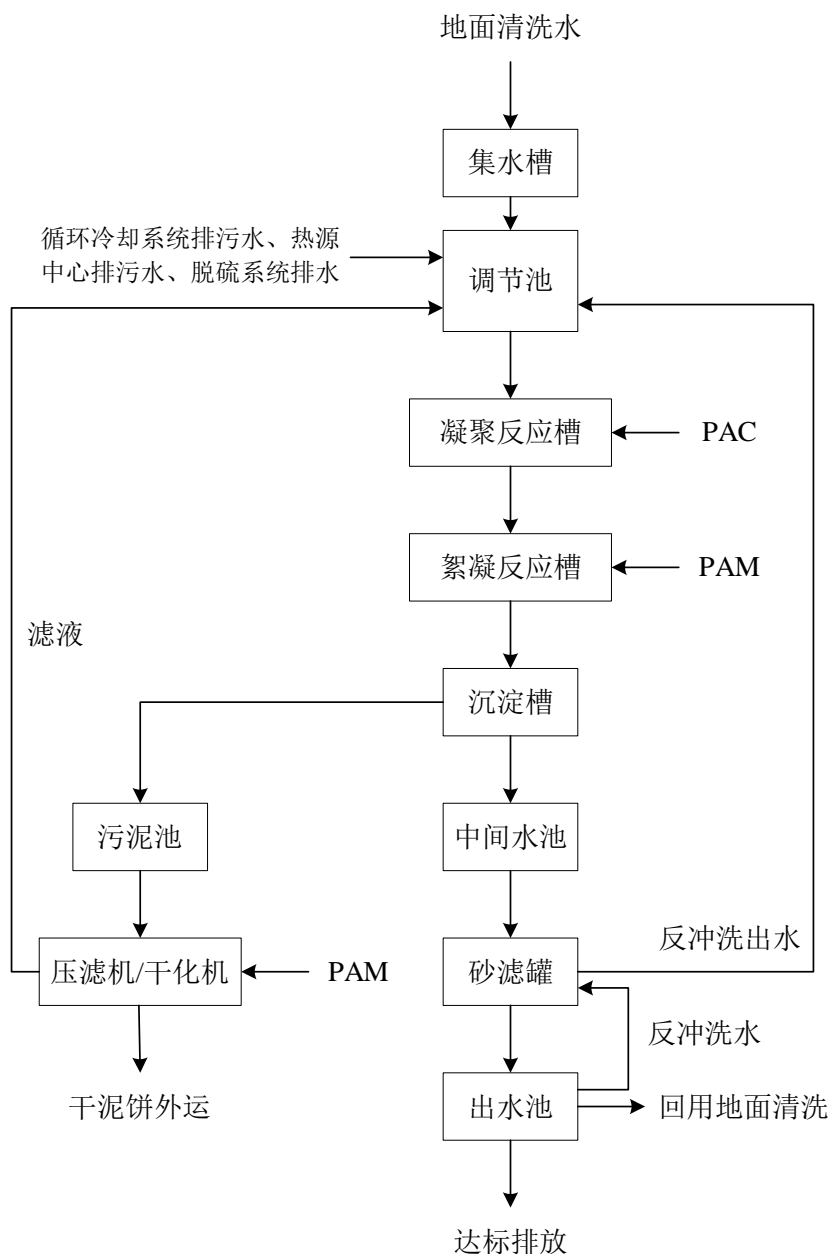 地面清洗水
集水槽
循环冷却系统排污水、热源
中心排污水、脱硫系统排水
调节池
凝聚反应槽
PAC
絮凝反应槽
PAM
滤液
沉淀槽
污泥池
中间水池
反冲洗出水
压滤机/干化机
PAM
砂滤罐
反冲洗水
干泥饼外运
出水池
回用地面清洗
达标排放